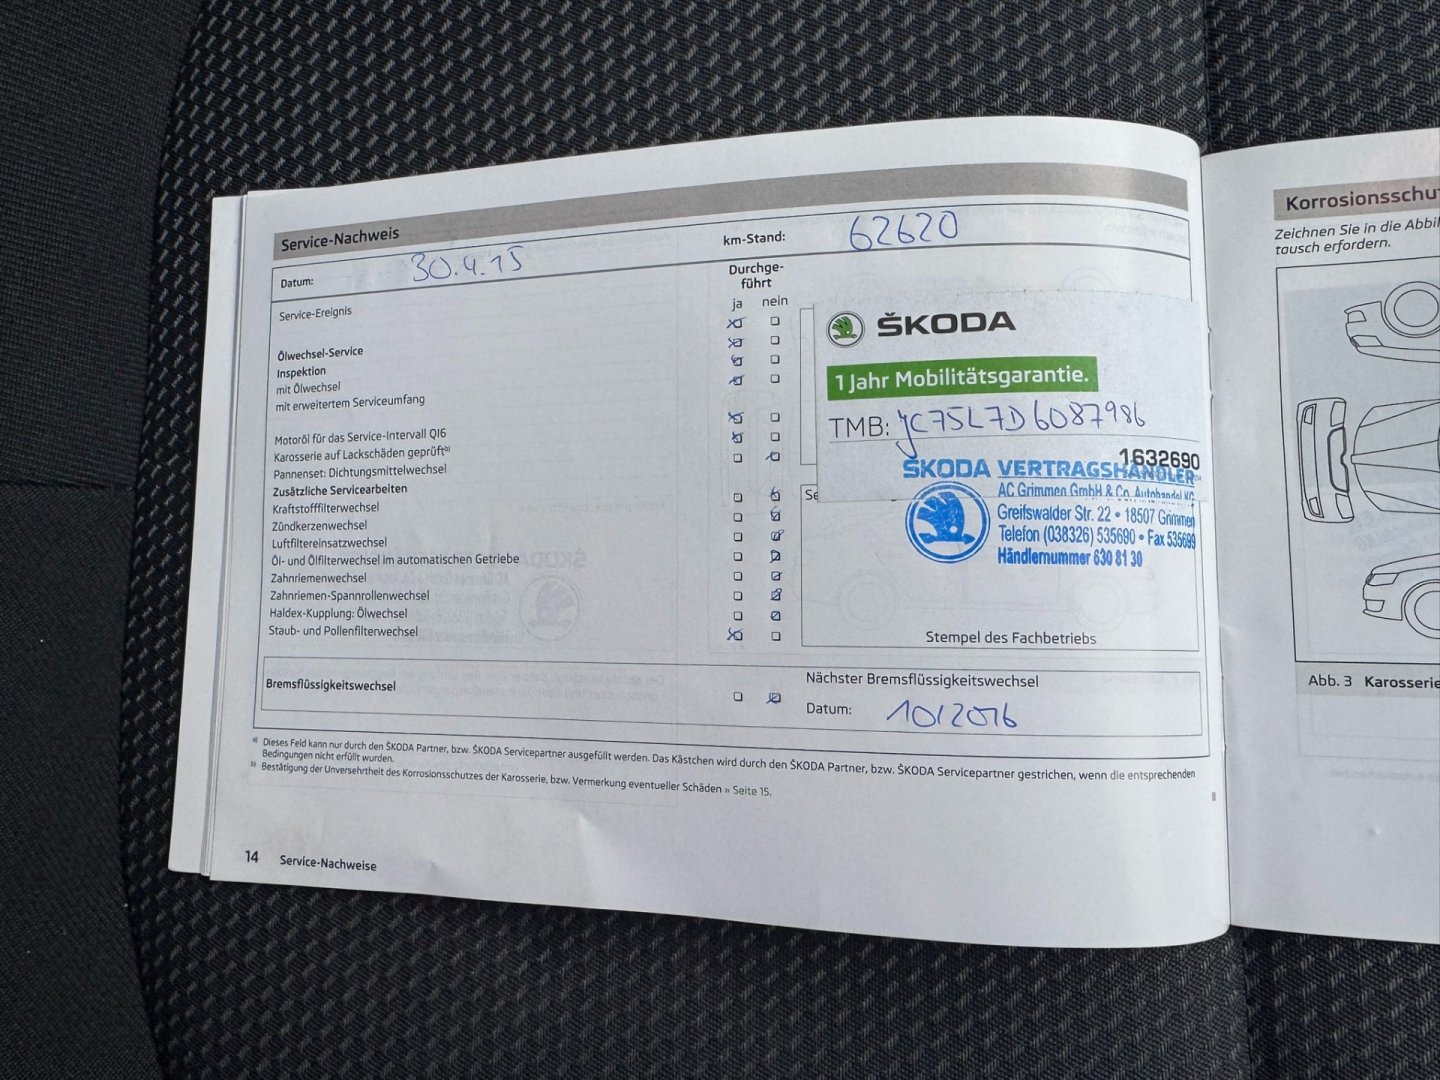 Service-Nachweis
Datum: 30.4.15 km-Stand: 62620
Durchge-
führt
ja nein
Service-Ereignis
Ölwechsel-Service
Inspektion
mit Ölwechsel
mit erweitertem Serviceumfang
Motoröl für das Service-Intervall QI6
Karosserie auf Lackschäden geprüft b)
Pannenset: Dichtungsmittelwechsel
Zusätzliche Servicearbeiten
Kraftstofffilterwechsel
Zündkerzenwechsel
Luftfiltereinsatzwechsel
Öl- und Ölfilterwechsel im automatischen Getriebe
Zahnriemenwechsel
Zahnriemen-Spannrollenwechsel
Haldex-Kupplung: Ölwechsel
Staub- und Pollenfilterwechsel
ŠKODA
1 Jahr Mobilitätsgarantie.
TMB: JC75L7D6087986
1632690
ŠKODA VERTRAGSHÄNDLER
AC Grimmen GmbH & Co. Autohandel KG
Greifswalder Str. 22 • 18507 Grimmen
Telefon (038326) 535690 • Fax 535699
Händlernummer 630 81 30
Se
Stempel des Fachbetriebs
Bremsflüssigkeitswechsel
Nächster Bremsflüssigkeitswechsel
Datum: 10/2016
a) Dieses Feld kann nur durch den ŠKODA Partner, bzw. ŠKODA Servicepartner ausgefüllt werden. Das Kästchen wird durch den ŠKODA Partner, bzw. ŠKODA Servicepartner gestrichen, wenn die entsprechenden
Bedingungen nicht erfüllt wurden.
b) Bestätigung der Unversehrtheit des Korrosionsschutzes der Karosserie, bzw. Vermerkung eventueller Schäden » Seite 15.
14 Service-Nachweise
Korrosionsschu
Zeichnen Sie in die Abbil
tausch erfordern.
Abb. 3 Karosserie